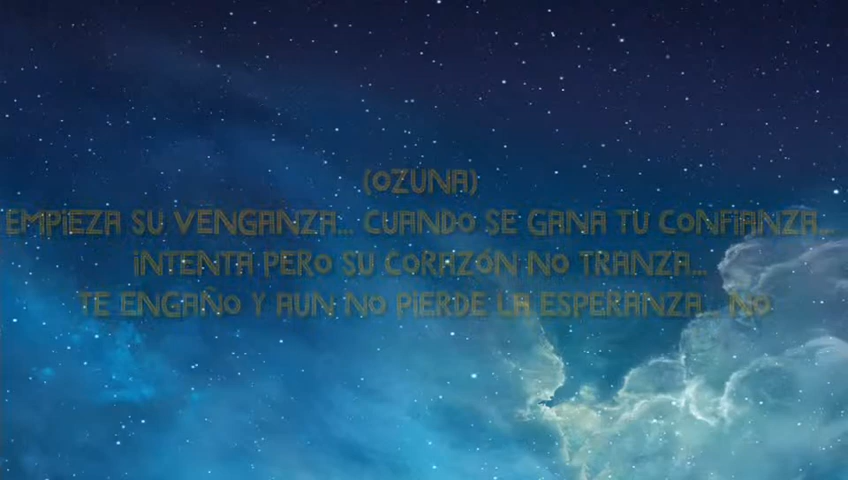 (OZUNA)
EMPIEZA SU VENGANZA... CUANDO SE GANA TU CONFIANZA...
INTENTA PERO SU CORAZÓN NO TRANZA...
TE ENGAÑO Y AUN NO PIERDE LA ESPERANZA.. NO